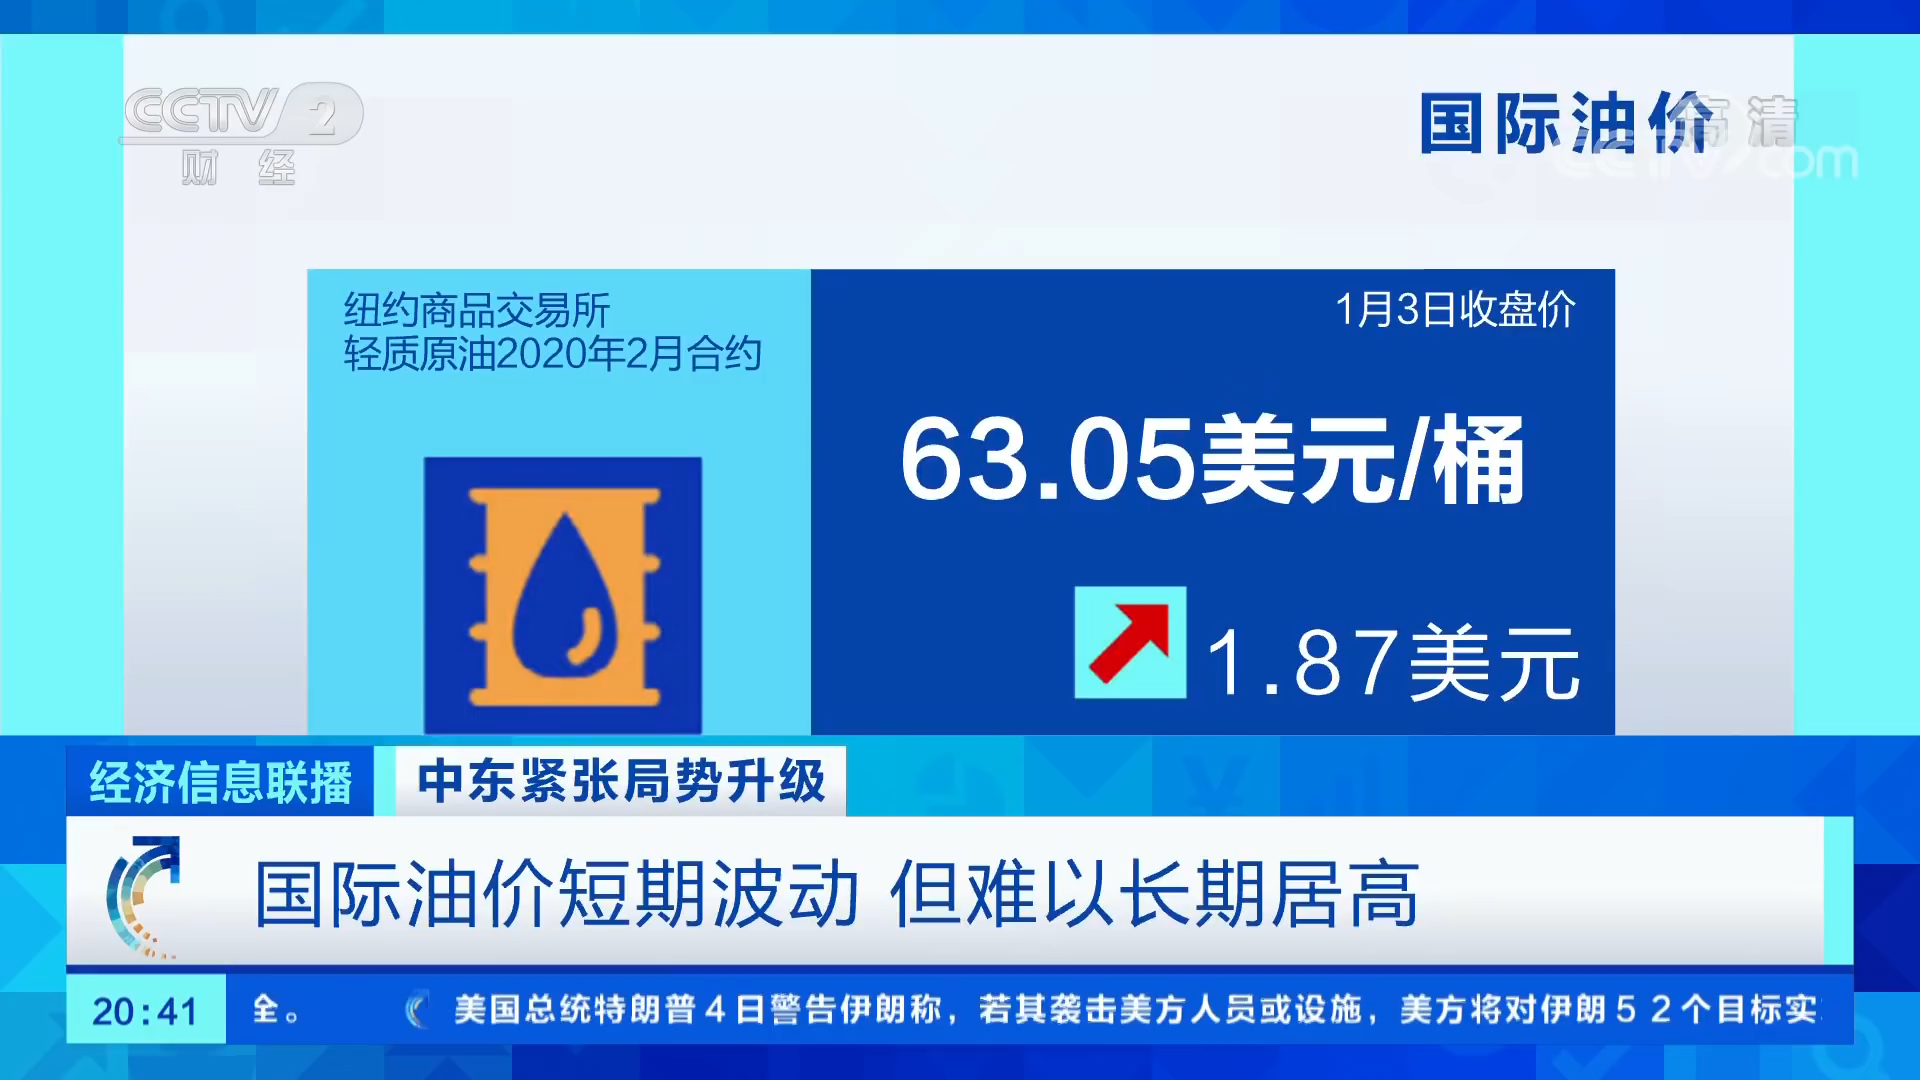 CCTV 2
财 经
国际油价
高清
CCTV.com
纽约商品交易所
轻质原油2020年2月合约
1月3日收盘价
63.05美元/桶
1.87美元
经济信息联播
中东紧张局势升级
国际油价短期波动 但难以长期居高
20:41
全。
美国总统特朗普4日警告伊朗称，若其袭击美方人员或设施，美方将对伊朗52个目标实